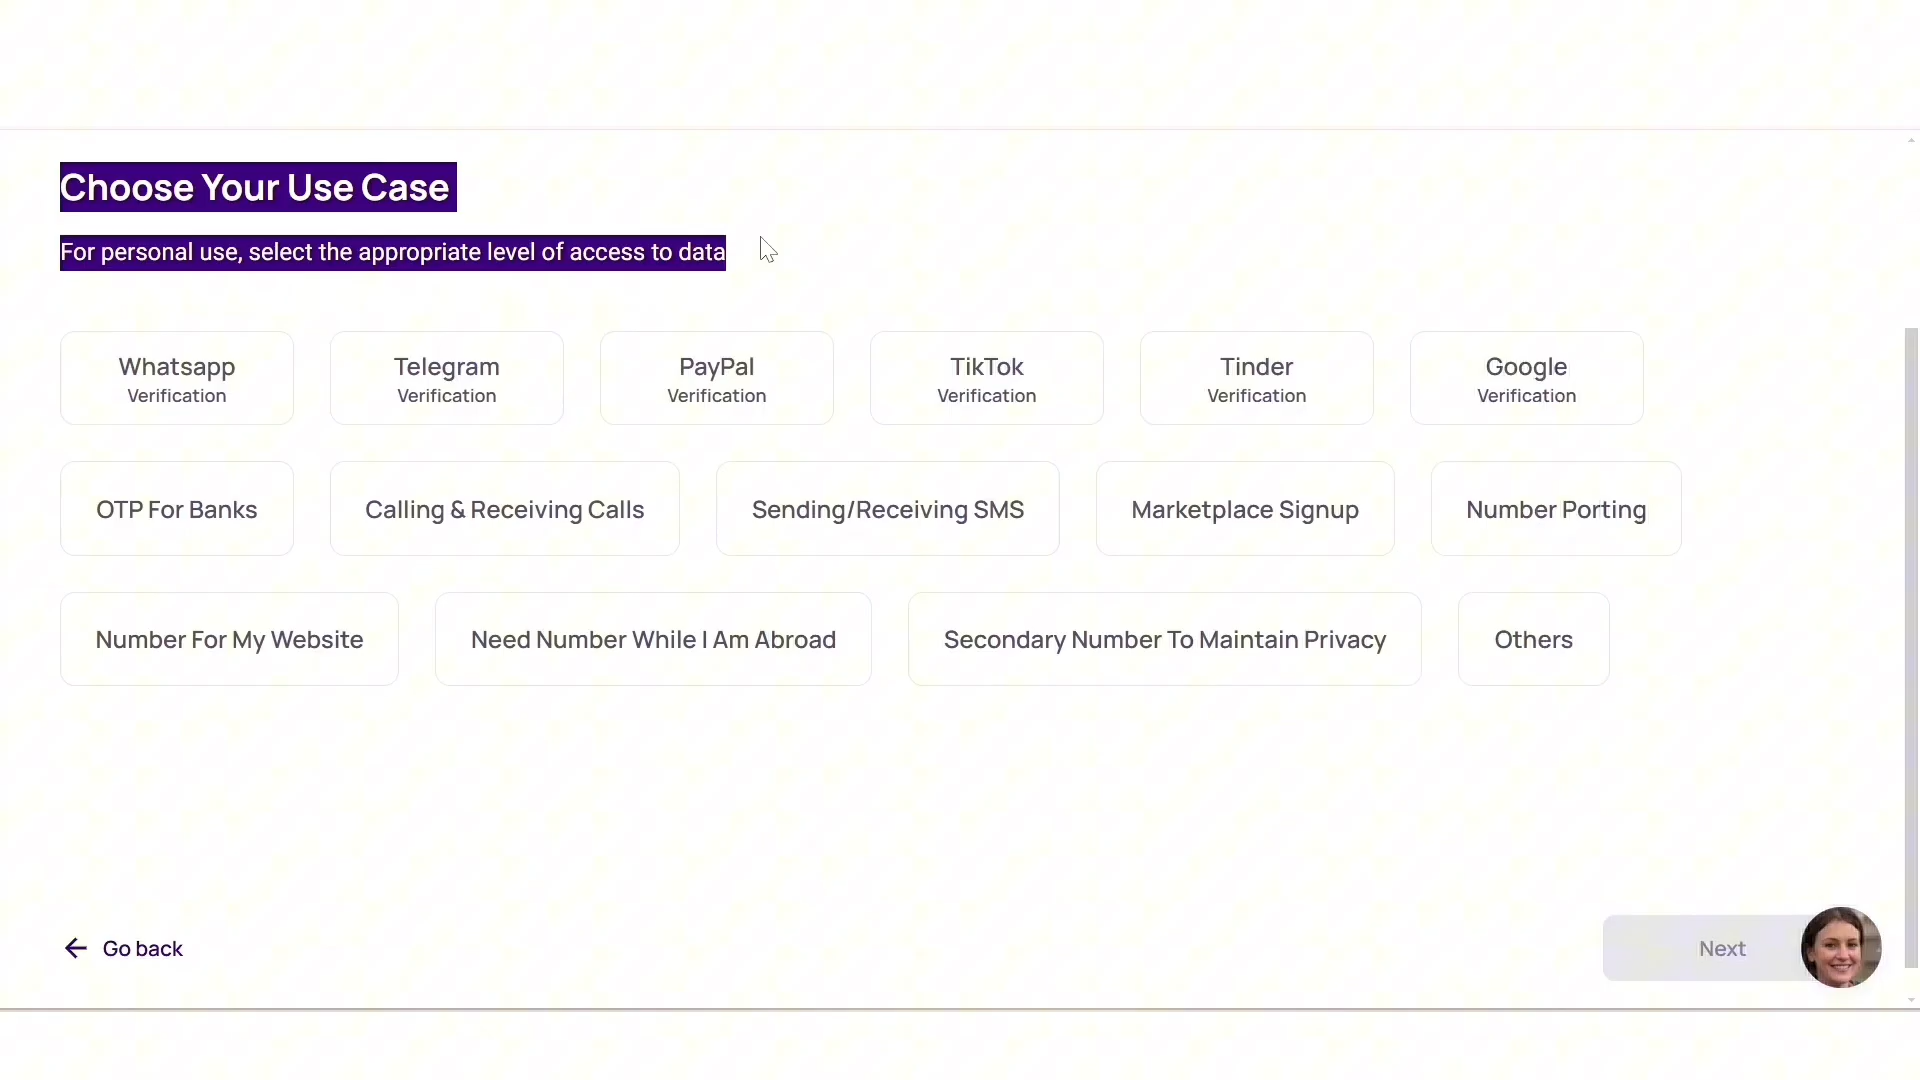 Choose Your Use Case
For personal use, select the appropriate level of access to data
Whatsapp
Verification
Telegram
Verification
PayPal
Verification
TikTok
Verification
Tinder
Verification
Google
Verification
OTP For Banks
Calling & Receiving Calls
Sending/Receiving SMS
Marketplace Signup
Number Porting
Number For My Website
Need Number While I Am Abroad
Secondary Number To Maintain Privacy
Others
Go back
Next